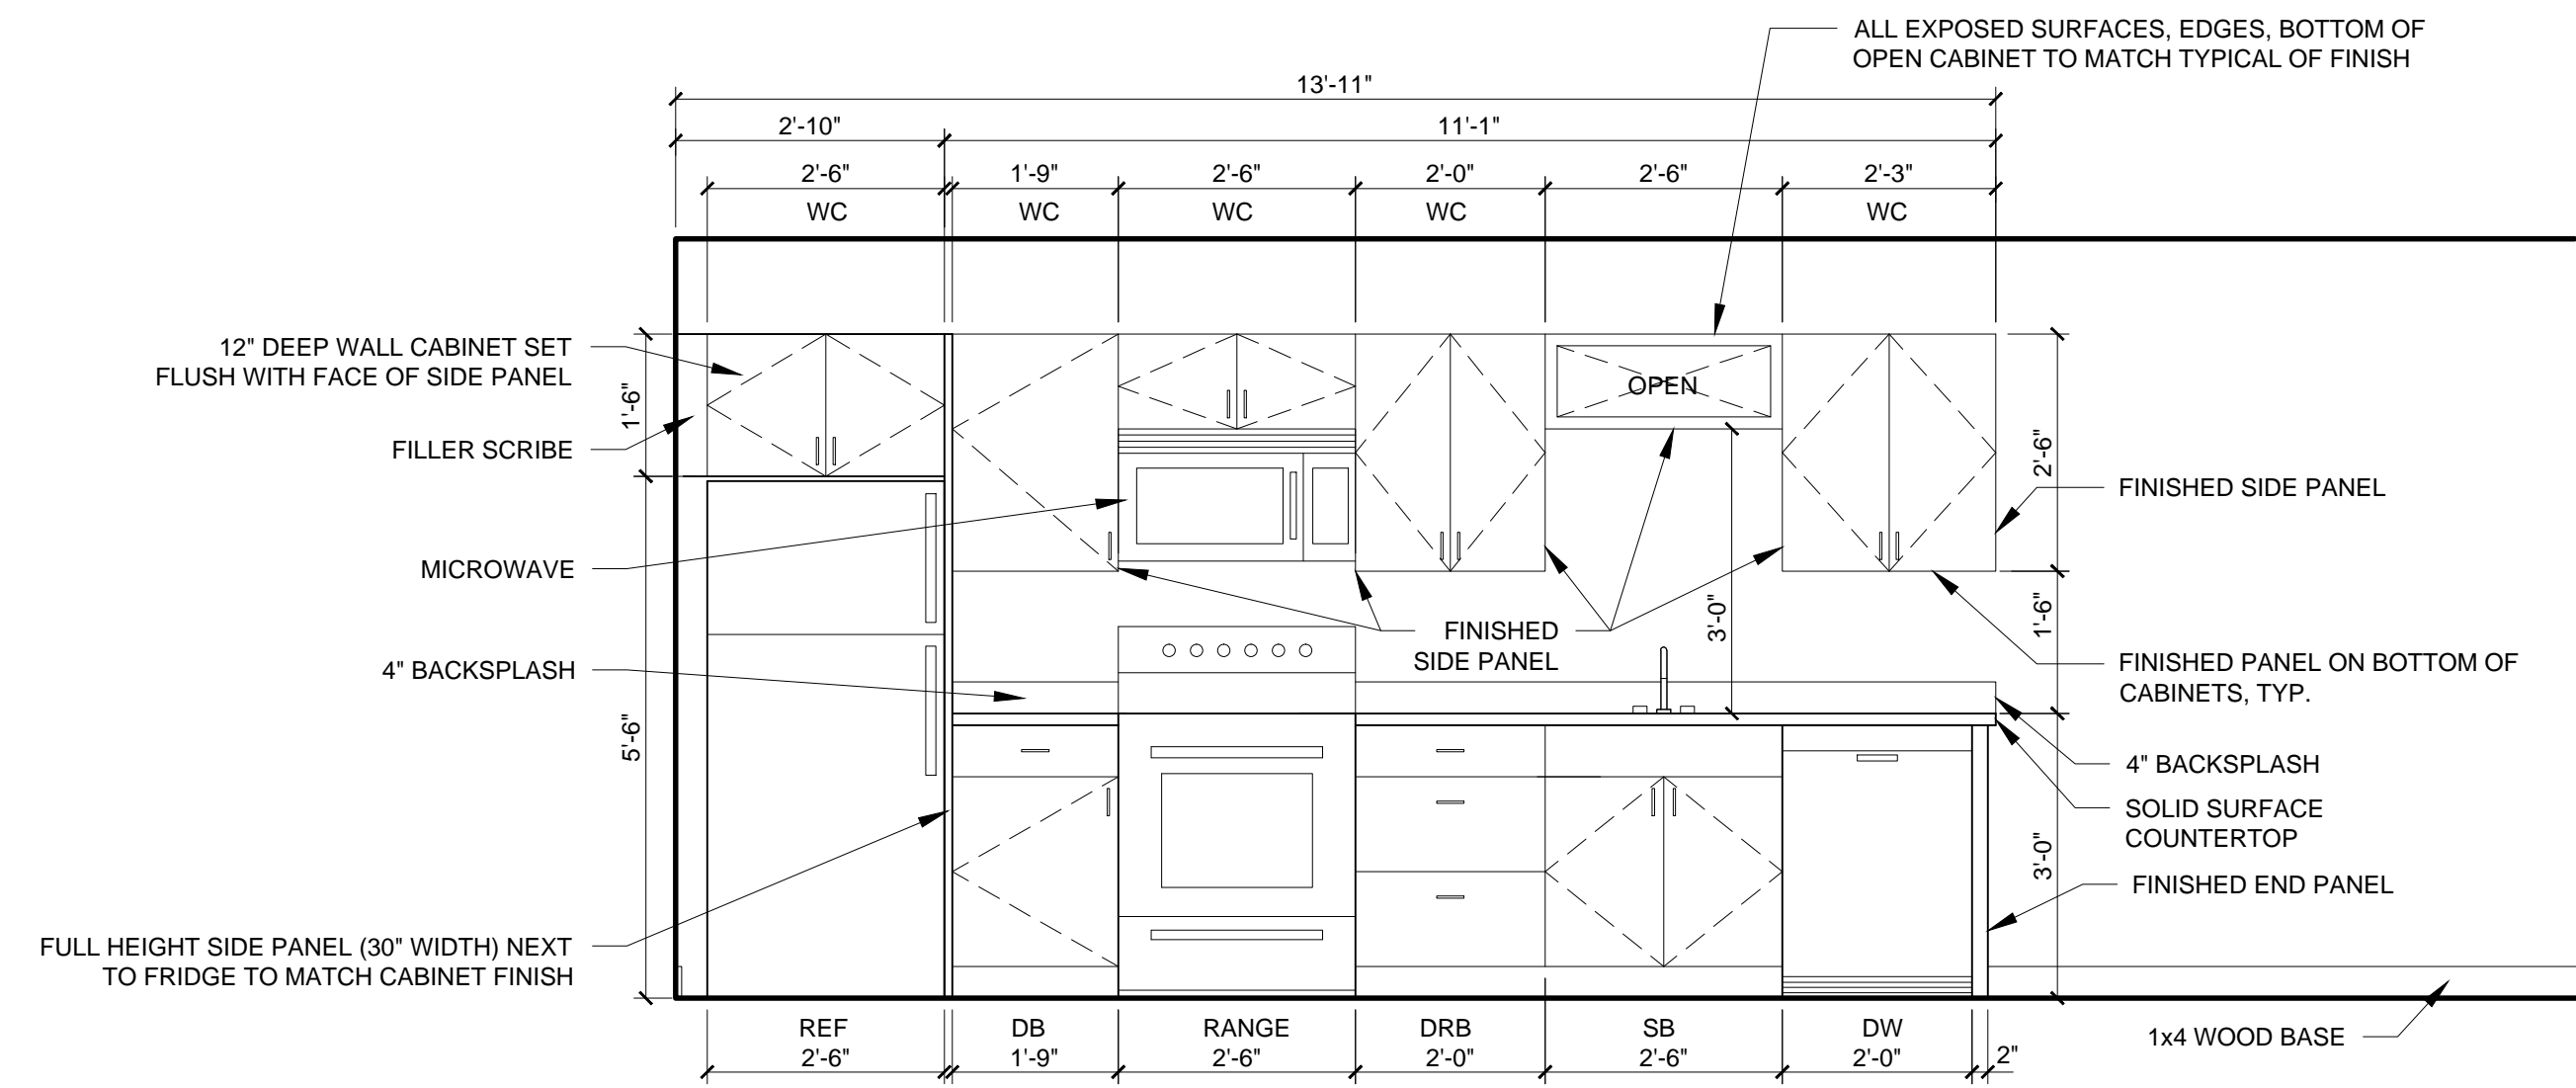 ALL EXPOSED SURFACES, EDGES, BOTTOM OF
OPEN CABINET TO MATCH TYPICAL OF FINISH
13'-11"
2'-10"
11'-1"
2'-6"
1'-9"
2'-6"
2'-0"
2'-6"
2'-3"
WC
WC
WC
WC
WC
12" DEEP WALL CABINET SET
FLUSH WITH FACE OF SIDE PANEL
1'-6"
FILLER SCRIBE
OPEN
2'-6"
FINISHED SIDE PANEL
MICROWAVE
3'-0"
1'-6"
FINISHED
SIDE PANEL
4" BACKSPLASH
FINISHED PANEL ON BOTTOM OF
CABINETS, TYP.
5'-6"
4" BACKSPLASH
SOLID SURFACE
COUNTERTOP
3'-0"
FINISHED END PANEL
FULL HEIGHT SIDE PANEL (30" WIDTH) NEXT
TO FRIDGE TO MATCH CABINET FINISH
1x4 WOOD BASE
REF
DB
RANGE
DRB
SB
DW
2'-6"
1'-9"
2'-6"
2'-0"
2'-6"
2'-0"
2"